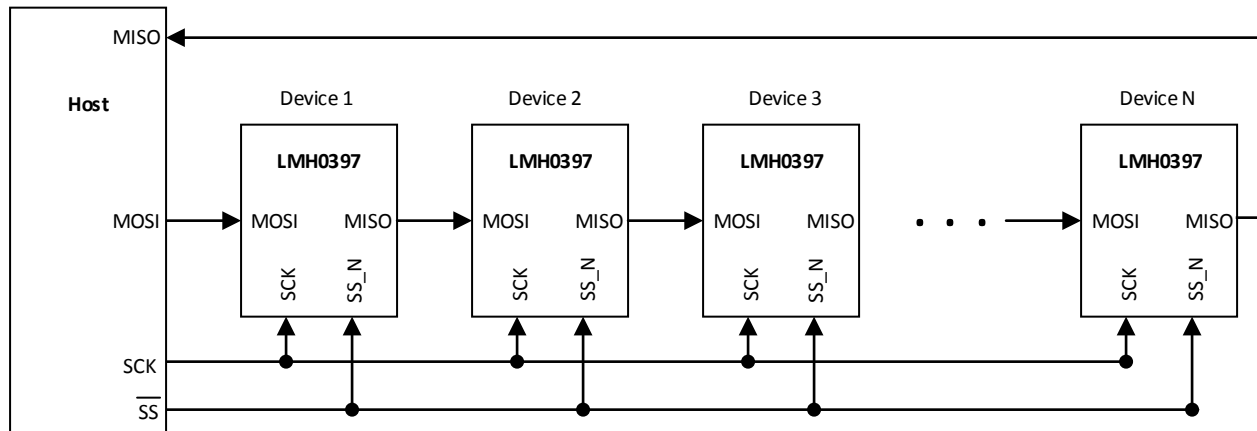 MISO
Host
Device 1 Device 2 Device 3 Device N
LMH0397 LMH0397 LMH0397 LMH0397
MOSI MOSI MISO MOSI MISO MOSI MISO . . . MOSI MISO
SCK SS_N SCK SS_N SCK SS_N SCK SS_N
SCK
S̅S̅